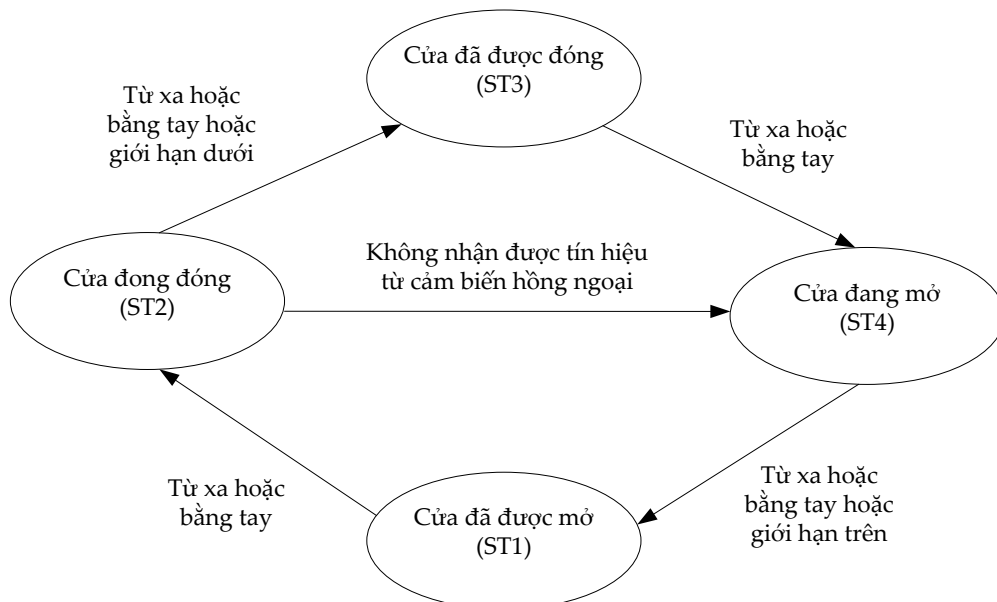 Cửa đã được đóng
(ST3)
Từ xa hoặc
bằng tay hoặc
giới hạn dưới
Từ xa hoặc
bằng tay
Cửa đong đóng
(ST2)
Không nhận được tín hiệu
từ cảm biến hồng ngoại
Cửa đang mở
(ST4)
Từ xa hoặc
bằng tay
Cửa đã được mở
(ST1)
Từ xa hoặc
bằng tay hoặc
giới hạn trên